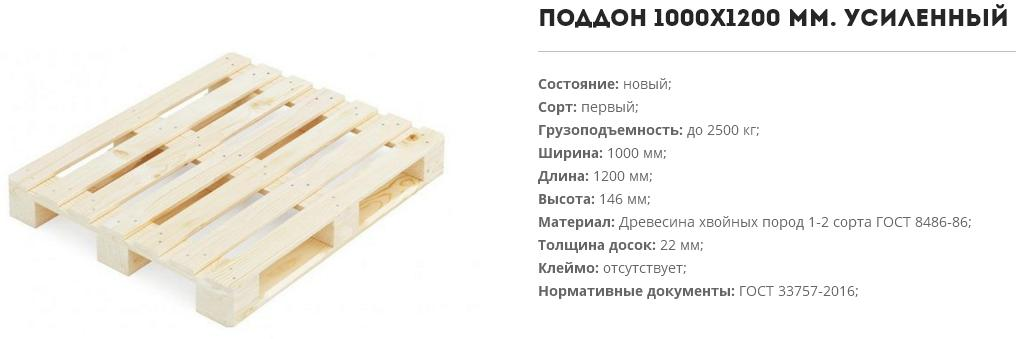 ПОДДОН 1000Х1200 ММ. УСИЛЕННЫЙ
Состояние: новый;
Сорт: первый;
Грузоподъемность: до 2500 кг;
Ширина: 1000 мм;
Длина: 1200 мм;
Высота: 146 мм;
Материал: Древесина хвойных пород 1-2 сорта ГОСТ 8486-86;
Толщина досок: 22 мм;
Клеймо: отсутствует;
Нормативные документы: ГОСТ 33757-2016;